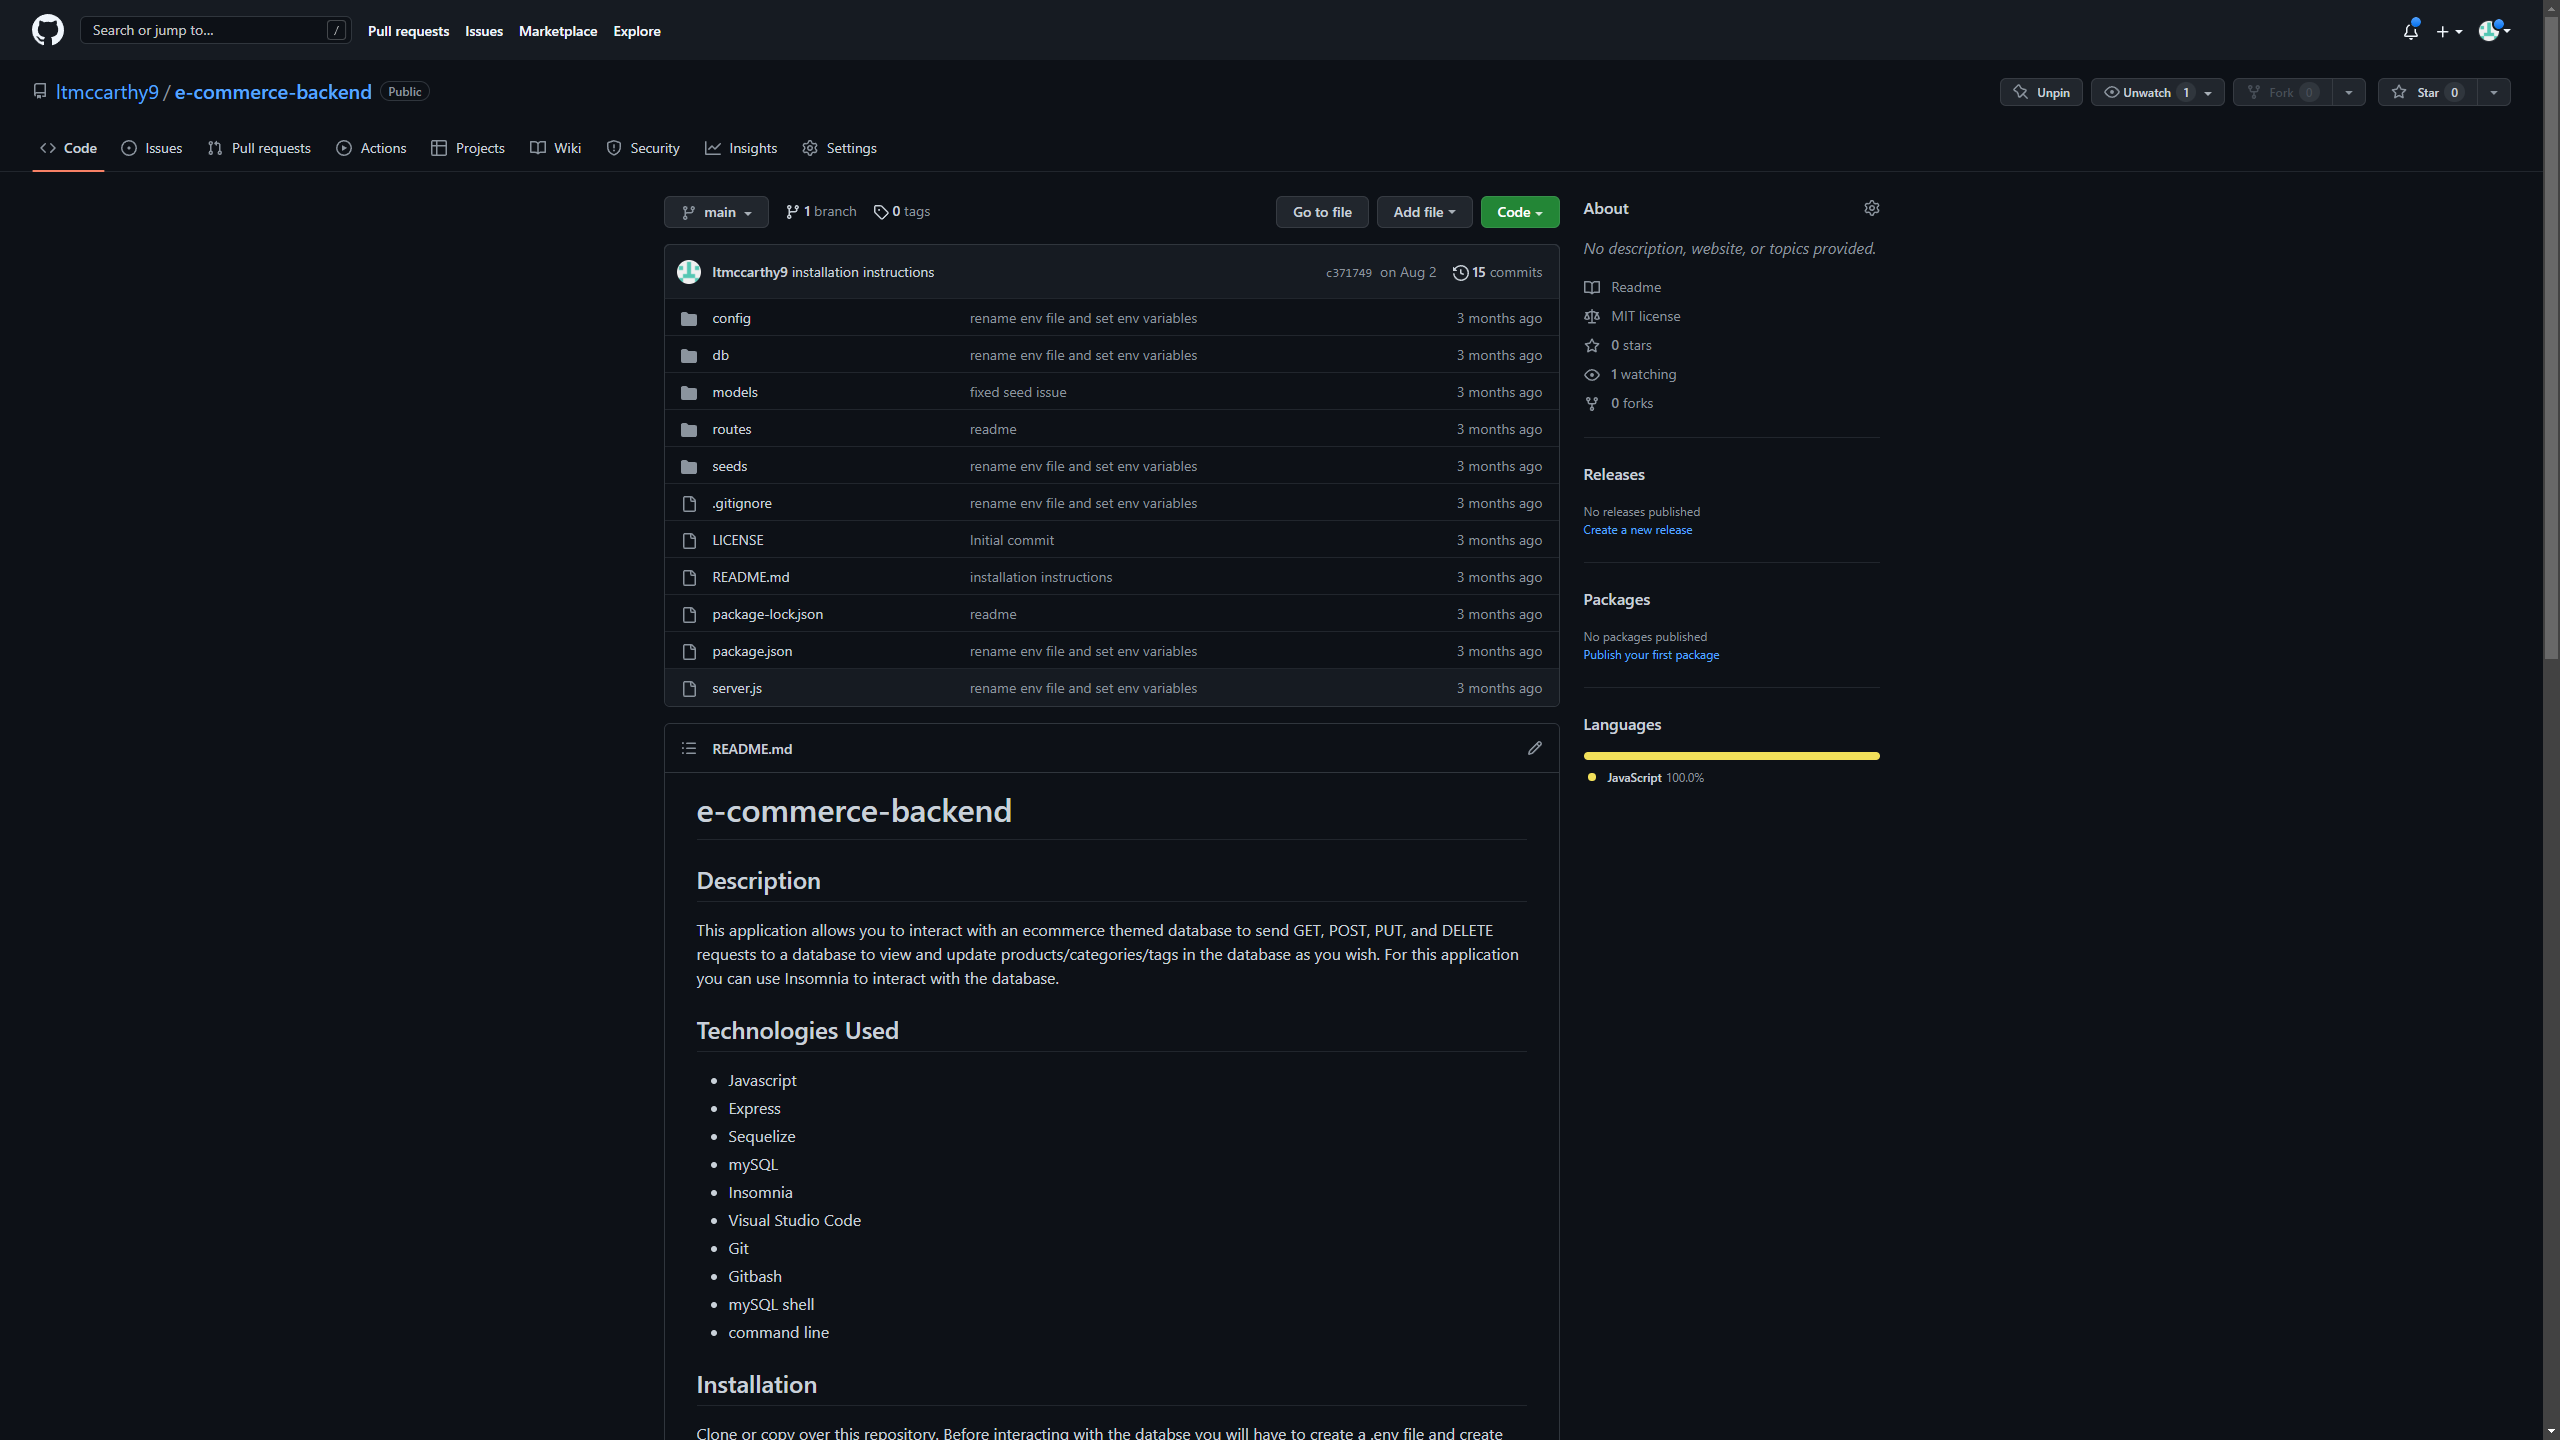 Search or jump to... /
Pull requests Issues Marketplace Explore
ltmccarthy9 / e-commerce-backend Public
Unpin Unwatch 1 Fork 0 Star 0
Code Issues Pull requests Actions Projects Wiki Security Insights Settings
main 1 branch 0 tags Go to file Add file Code
ltmccarthy9 installation instructions c371749 on Aug 2 15 commits
config rename env file and set env variables 3 months ago
db rename env file and set env variables 3 months ago
models fixed seed issue 3 months ago
routes readme 3 months ago
seeds rename env file and set env variables 3 months ago
.gitignore rename env file and set env variables 3 months ago
LICENSE Initial commit 3 months ago
README.md installation instructions 3 months ago
package-lock.json readme 3 months ago
package.json rename env file and set env variables 3 months ago
server.js rename env file and set env variables 3 months ago
README.md
e-commerce-backend
Description
This application allows you to interact with an ecommerce themed database to send GET, POST, PUT, and DELETE
requests to a database to view and update products/categories/tags in the database as you wish. For this application
you can use Insomnia to interact with the database.
Technologies Used
Javascript
Express
Sequelize
mySQL
Insomnia
Visual Studio Code
Git
Gitbash
mySQL shell
command line
Installation
Clone or copy over this repository. Before interacting with the databse you will have to create a .env file and create
About
No description, website, or topics provided.
Readme
MIT license
0 stars
1 watching
0 forks
Releases
No releases published
Create a new release
Packages
No packages published
Publish your first package
Languages
JavaScript 100.0%